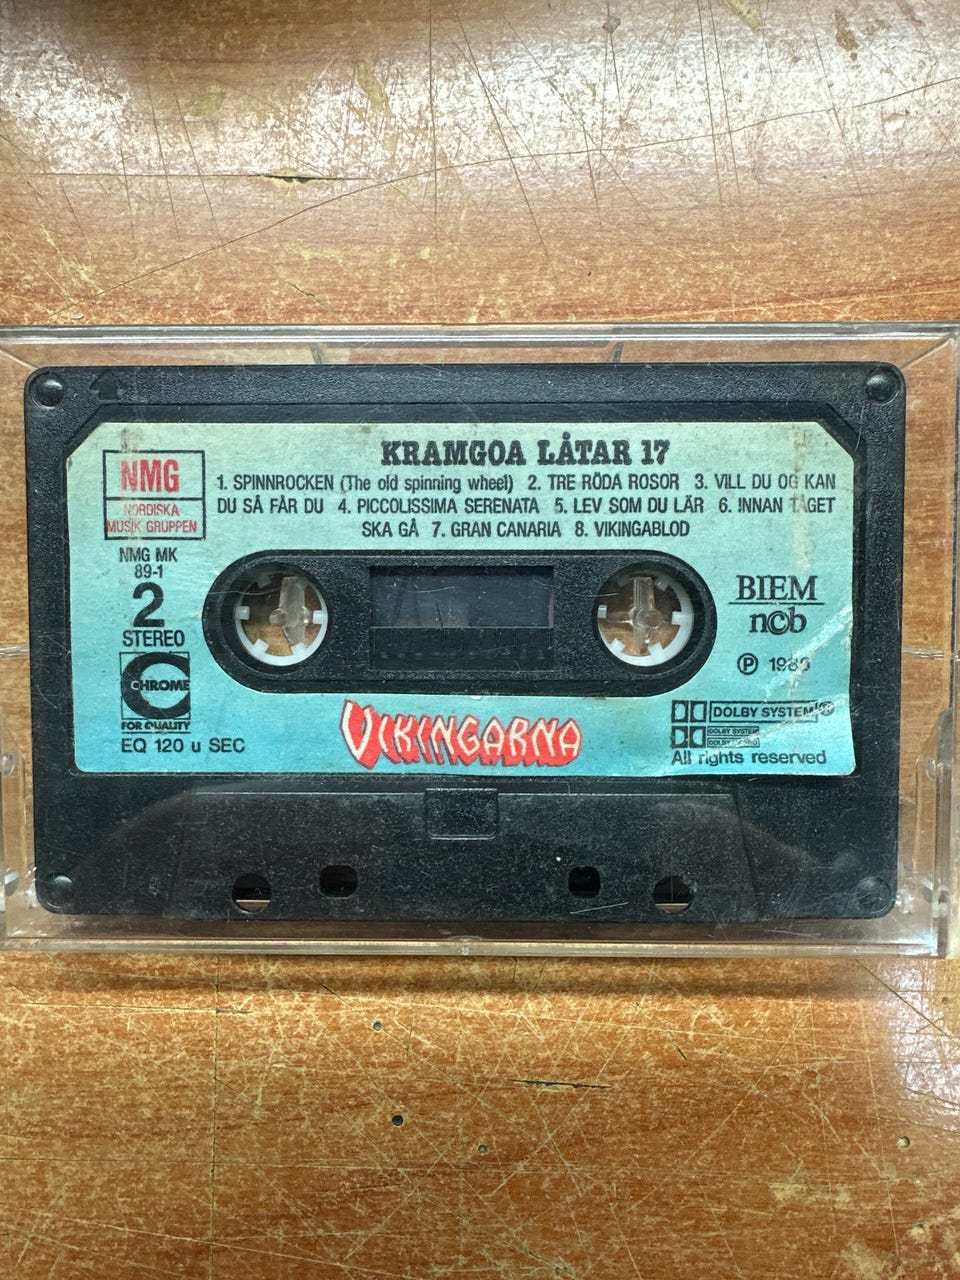 KRAMGOA LÅTAR 17
NMG
NORDISKA
MUSIK GRUPPEN
1. SPINNROCKEN (The old spinning wheel) 2. TRE RÖDA ROSOR 3. VILL DU OG KAN
DU SÅ FÅR DU 4. PICCOLISSIMA SERENATA 5. LEV SOM DU LÄR 6. INNAN TÅGET
SKA GÅ 7. GRAN CANARIA 8. VIKINGABLOD
NMG MK
89-1
2
STEREO
CHROME
FOR QUALITY
EQ 120 u SEC
BIEM
ncb
℗ 1989
VIKINGARNA
DOLBY SYSTEM
DOLBY SYSTEM
All rights reserved